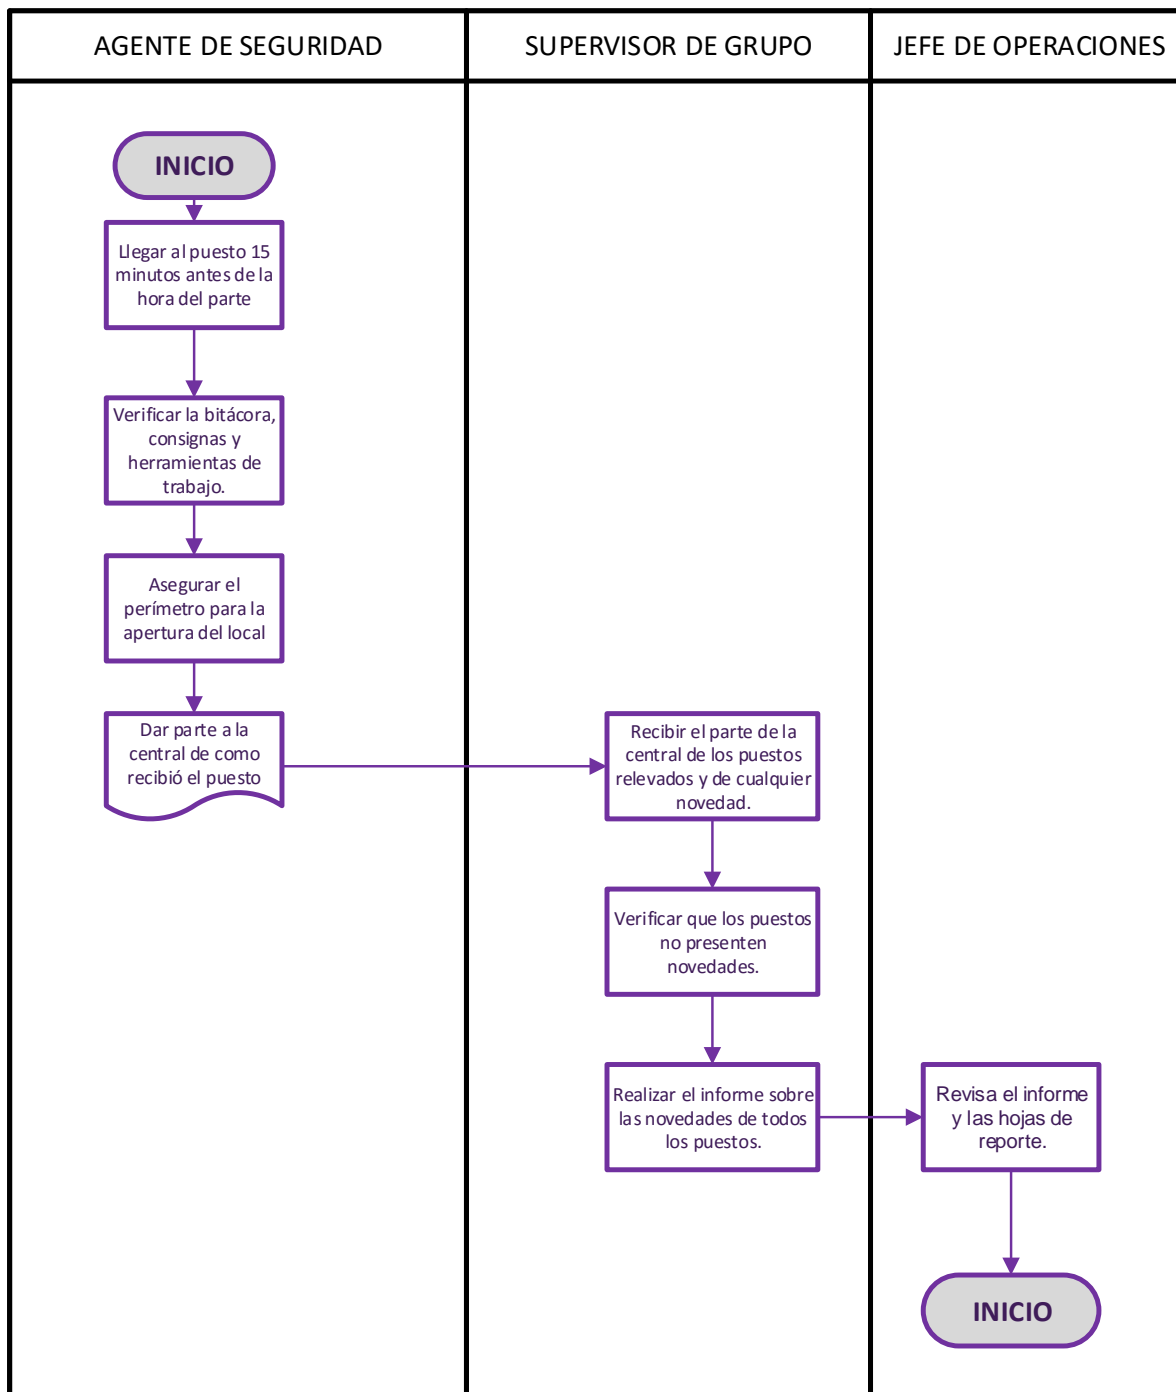 AGENTE DE SEGURIDAD
SUPERVISOR DE GRUPO
JEFE DE OPERACIONES
INICIO
Llegar al puesto 15
minutos antes de la
hora del parte
Verificar la bitácora,
consignas y
herramientas de
trabajo.
Asegurar el
perímetro para la
apertura del local
Dar parte a la
central de como
recibió el puesto
Recibir el parte de la
central de los puestos
relevados y de cualquier
novedad.
Verificar que los puestos
no presenten
novedades.
Realizar el informe sobre
las novedades de todos
los puestos.
Revisa el informe
y las hojas de
reporte.
INICIO